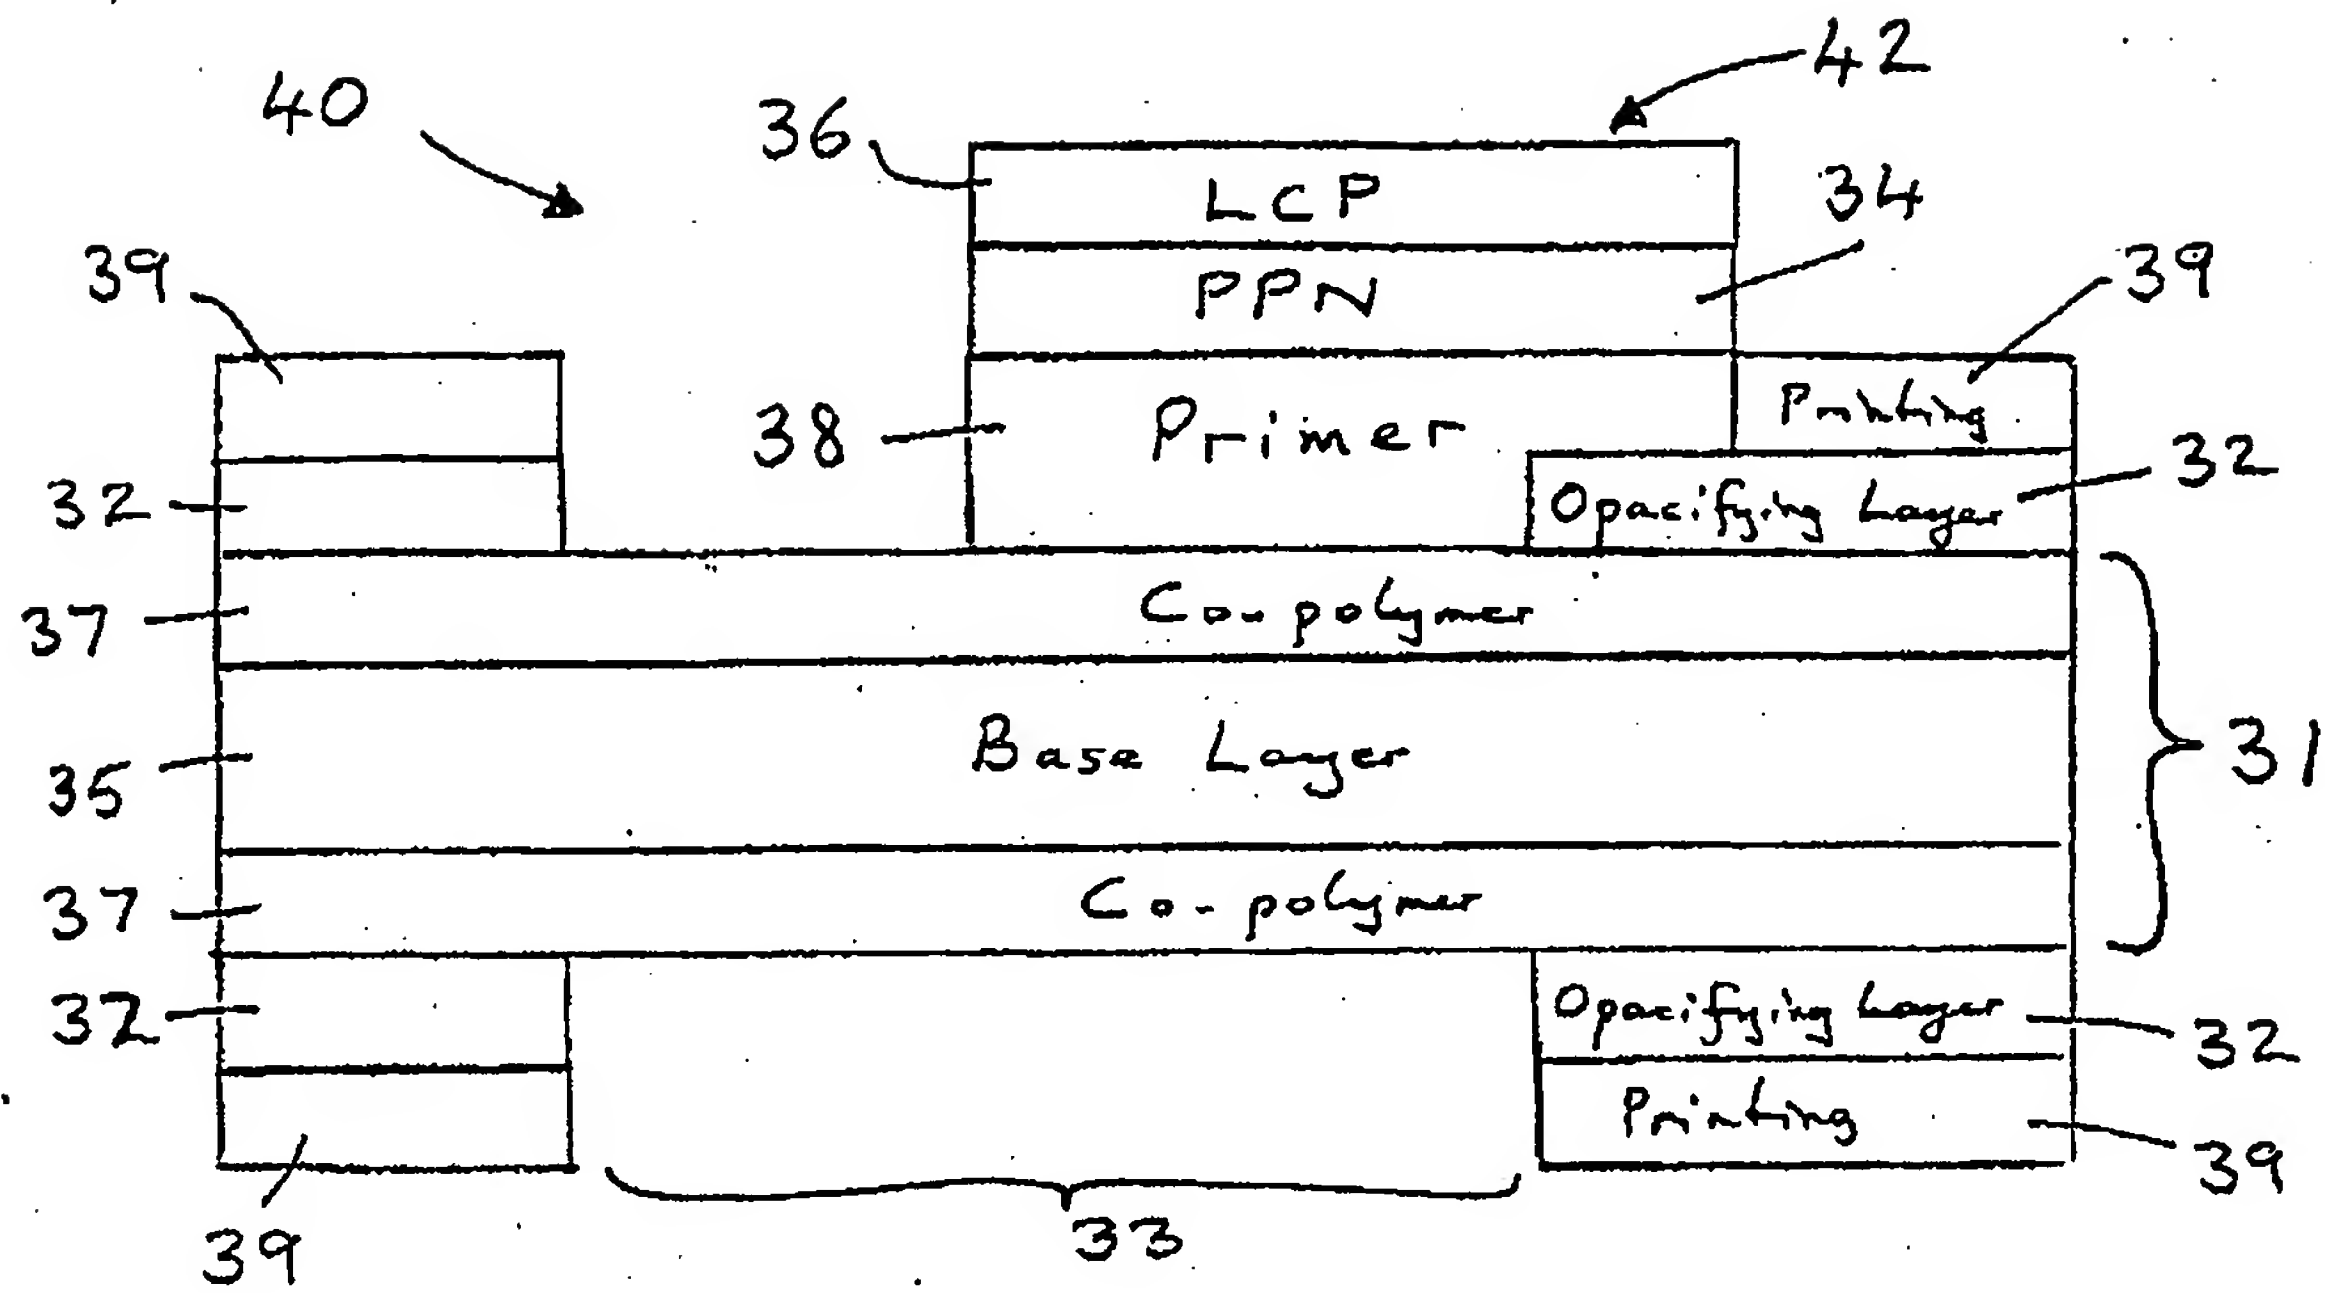 42
40
36
LCP
34
PPN
39
39
38
Primer
Printing
32
32
Opacifying Layer
37
Co-polymer
31
35
Base Layer
37
Co-polymer
32
Opacifying Layer
32
Printing
39
39
33